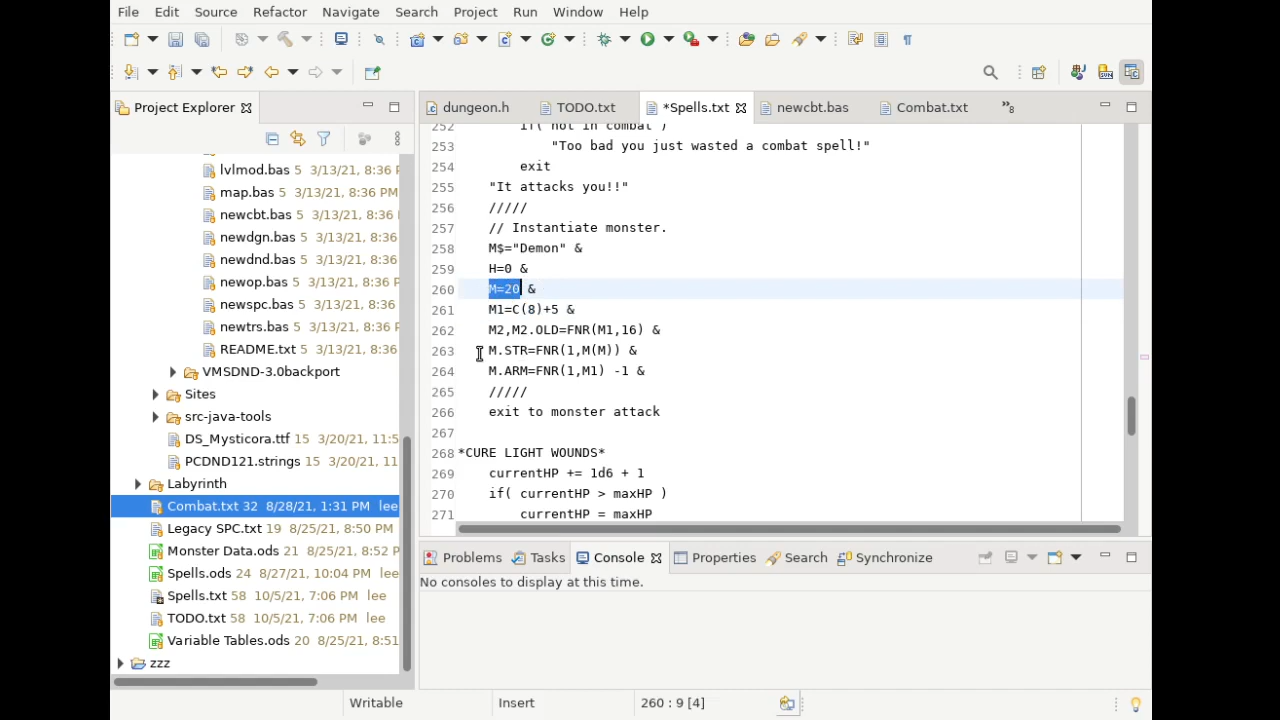 File Edit Source Refactor Navigate Search Project Run Window Help
Project Explorer
dungeon.h TODO.txt *Spells.txt newcbt.bas Combat.txt »8
lvlmod.bas 5 3/13/21, 8:36 P
map.bas 5 3/13/21, 8:36 PM
newcbt.bas 5 3/13/21, 8:36
newdgn.bas 5 3/13/21, 8:36
newdnd.bas 5 3/13/21, 8:36
newop.bas 5 3/13/21, 8:36
newspc.bas 5 3/13/21, 8:36
newtrs.bas 5 3/13/21, 8:36
README.txt 5 3/13/21, 8:36
VMSDND-3.0backport
Sites
src-java-tools
DS_Mysticora.ttf 15 3/20/21, 11:5
PCDND121.strings 15 3/20/21, 11
Labyrinth
Combat.txt 32 8/28/21, 1:31 PM lee
Legacy SPC.txt 19 8/25/21, 8:50 PM
Monster Data.ods 21 8/25/21, 8:52 P
Spells.ods 24 8/27/21, 10:04 PM lee
Spells.txt 58 10/5/21, 7:06 PM lee
TODO.txt 58 10/5/21, 7:06 PM lee
Variable Tables.ods 20 8/25/21, 8:51
zzz
252 if( not in combat )
253 "Too bad you just wasted a combat spell!"
254 exit
255 "It attacks you!!"
256 /////
257 // Instantiate monster.
258 M$="Demon" &
259 H=0 &
260 M=20 &
261 M1=C(8)+5 &
262 M2,M2.OLD=FNR(M1,16) &
263 M.STR=FNR(1,M(M)) &
264 M.ARM=FNR(1,M1) -1 &
265 /////
266 exit to monster attack
267
268 *CURE LIGHT WOUNDS*
269 currentHP += 1d6 + 1
270 if( currentHP > maxHP )
271 currentHP = maxHP
Problems Tasks Console Properties Search Synchronize
No consoles to display at this time.
Writable Insert 260 : 9 [4]